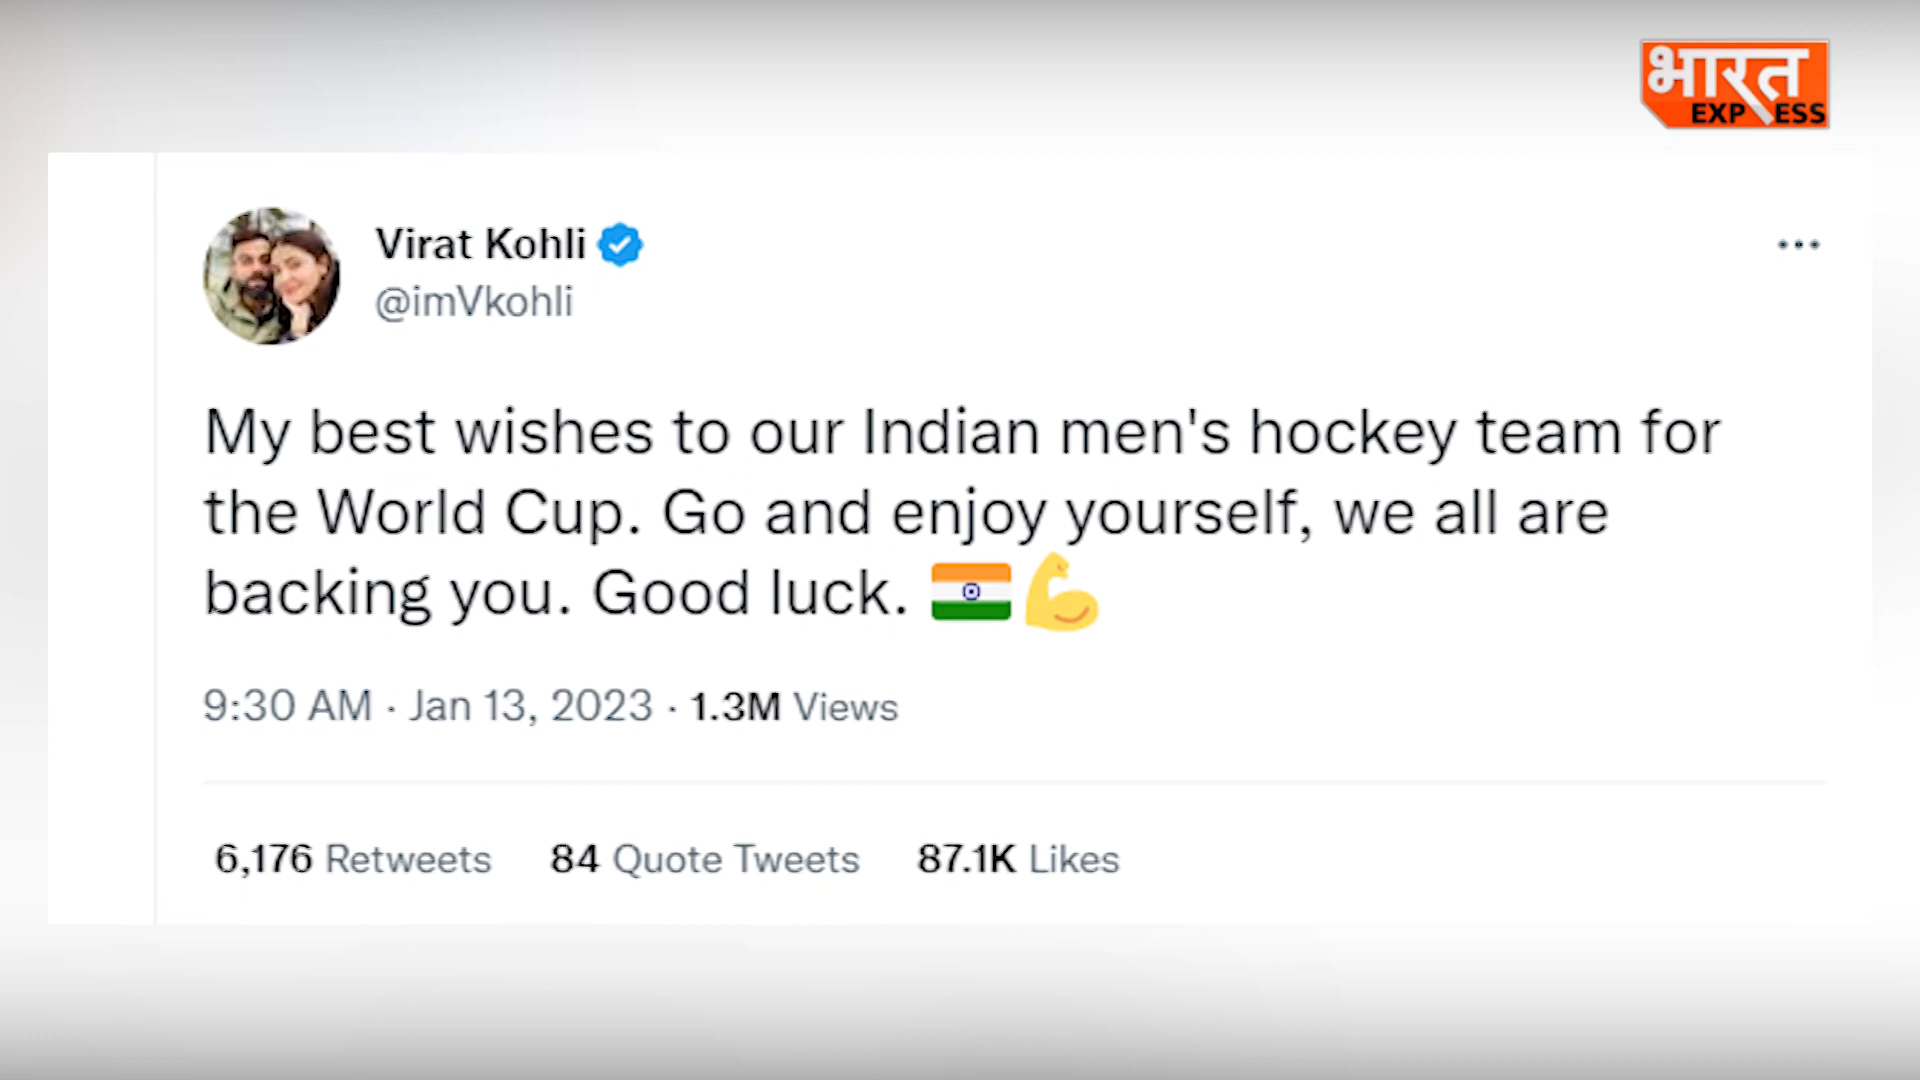 भारत
EXPRESS
Virat Kohli
@imVkohli
My best wishes to our Indian men's hockey team for
the World Cup. Go and enjoy yourself, we all are
backing you. Good luck. 🇮🇳💪
9:30 AM · Jan 13, 2023 · 1.3M Views
6,176 Retweets 84 Quote Tweets 87.1K Likes